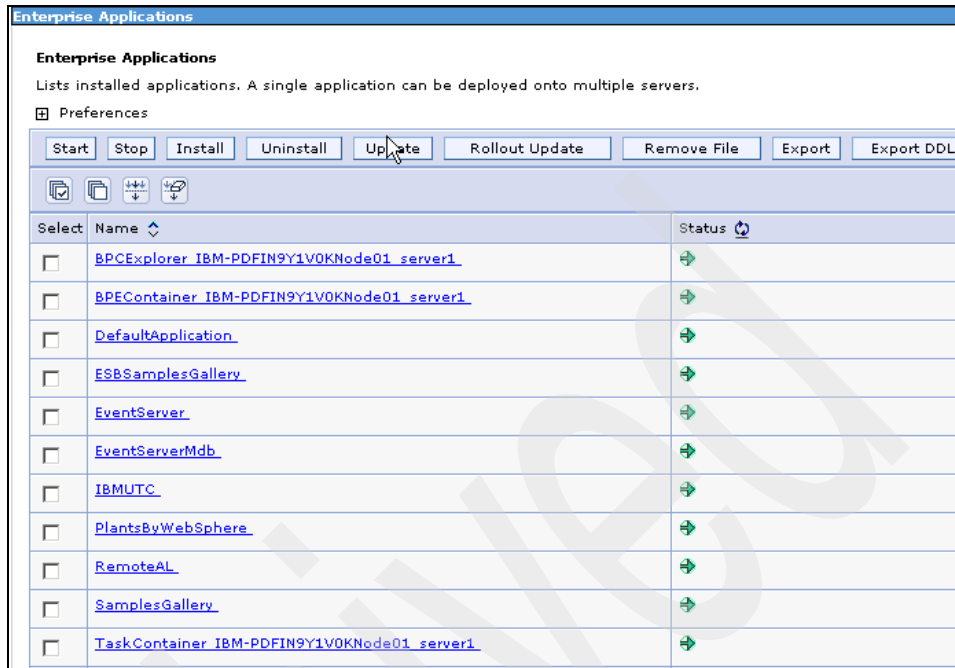 Enterprise Applications
Enterprise Applications
Lists installed applications. A single application can be deployed onto multiple servers.
Preferences
Start Stop Install Uninstall Update Rollout Update Remove File Export Export DDL
Select Name Status
BPCExplorer_IBM-PDFIN9Y1V0KNode01_server1
BPEContainer_IBM-PDFIN9Y1V0KNode01_server1
DefaultApplication
ESBSamplesGallery
EventServer
EventServerMdb
IBMUTC
PlantsByWebSphere
RemoteAL
SamplesGallery
TaskContainer_IBM-PDFIN9Y1V0KNode01_server1